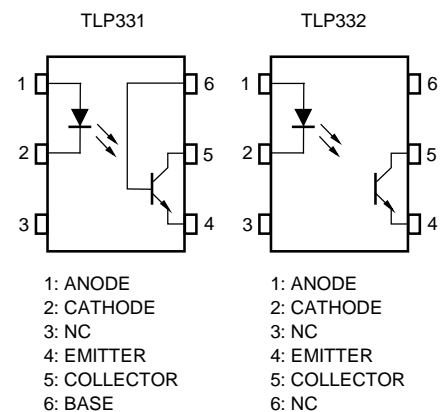 TLP331 TLP332
1 6 1 6
2 5 2 5
3 4 3 4
1: ANODE
2: CATHODE
3: NC
4: EMITTER
5: COLLECTOR
6: BASE
1: ANODE
2: CATHODE
3: NC
4: EMITTER
5: COLLECTOR
6: NC